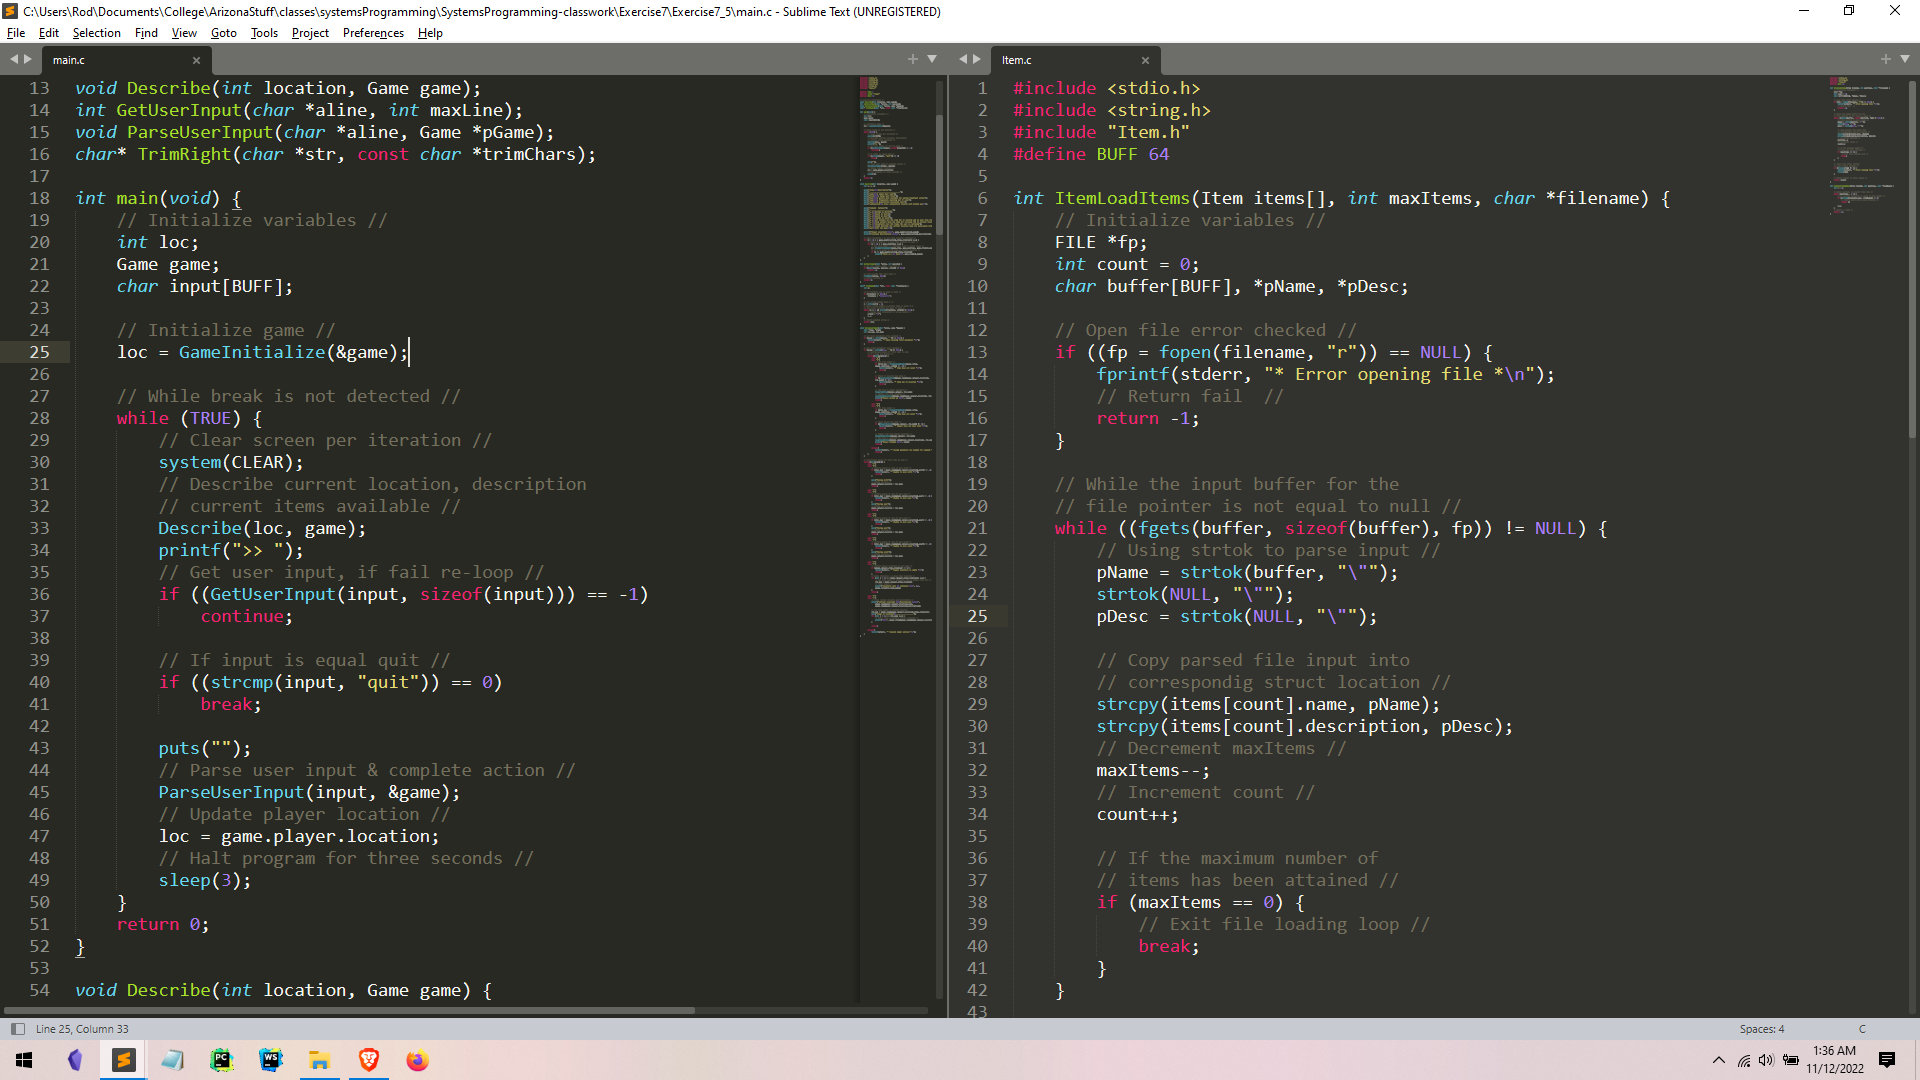 C:\Users\Rod\Documents\College\ArizonaStuff\classes\systemsProgramming\SystemsProgramming-classwork\Exercise7\Exercise7_5\main.c - Sublime Text (UNREGISTERED)
File Edit Selection Find View Goto Tools Project Preferences Help
main.c
13 void Describe(int location, Game game);
14 int GetUserInput(char *aline, int maxLine);
15 void ParseUserInput(char *aline, Game *pGame);
16 char* TrimRight(char *str, const char *trimChars);
17
18 int main(void) {
19     // Initialize variables //
20     int loc;
21     Game game;
22     char input[BUFF];
23
24     // Initialize game //
25     loc = GameInitialize(&game);
26
27     // While break is not detected //
28     while (TRUE) {
29         // Clear screen per iteration //
30         system(CLEAR);
31         // Describe current location, description
32         // current items available //
33         Describe(loc, game);
34         printf(">> ");
35         // Get user input, if fail re-loop //
36         if ((GetUserInput(input, sizeof(input))) == -1)
37             continue;
38
39         // If input is equal quit //
40         if ((strcmp(input, "quit")) == 0)
41             break;
42
43         puts("");
44         // Parse user input & complete action //
45         ParseUserInput(input, &game);
46         // Update player location //
47         loc = game.player.location;
48         // Halt program for three seconds //
49         sleep(3);
50     }
51     return 0;
52 }
53
54 void Describe(int location, Game game) {
Item.c
1 #include <stdio.h>
2 #include <string.h>
3 #include "Item.h"
4 #define BUFF 64
5
6 int ItemLoadItems(Item items[], int maxItems, char *filename) {
7     // Initialize variables //
8     FILE *fp;
9     int count = 0;
10     char buffer[BUFF], *pName, *pDesc;
11
12     // Open file error checked //
13     if ((fp = fopen(filename, "r")) == NULL) {
14         fprintf(stderr, "* Error opening file *\n");
15         // Return fail  //
16         return -1;
17     }
18
19     // While the input buffer for the
20     // file pointer is not equal to null //
21     while ((fgets(buffer, sizeof(buffer), fp)) != NULL) {
22         // Using strtok to parse input //
23         pName = strtok(buffer, "\"");
24         strtok(NULL, "\"");
25         pDesc = strtok(NULL, "\"");
26
27         // Copy parsed file input into
28         // correspondig struct location //
29         strcpy(items[count].name, pName);
30         strcpy(items[count].description, pDesc);
31         // Decrement maxItems //
32         maxItems--;
33         // Increment count //
34         count++;
35
36         // If the maximum number of
37         // items has been attained //
38         if (maxItems == 0) {
39             // Exit file loading loop //
40             break;
41         }
42     }
43
Line 25, Column 33
Spaces: 4
C
PC
WS
1:36 AM
11/12/2022